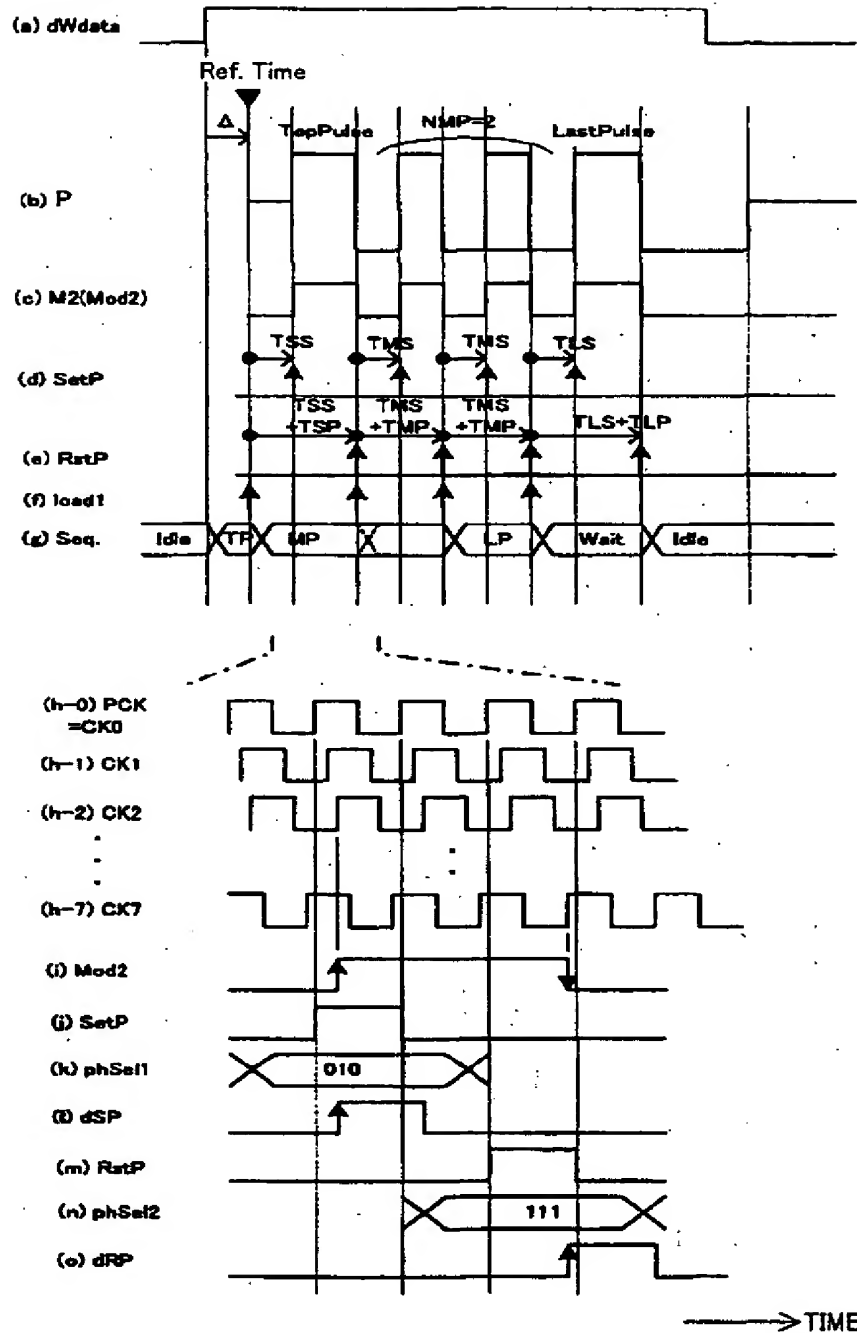 (a) dWdata
Ref. Time
Δ
TopPulse NMP=2 LastPulse
(b) P
(c) M2(Mod2)
TSS TMS TMS TLS
(d) SetP
TSS TMS TMS
+TSP +TMP +TMP TLS+TLP
(e) RstP
(f) load1
(g) Seq. Idle TP MP LP Wait Idle
(h-0) PCK
=CK0
(h-1) CK1
(h-2) CK2
(h-7) CK7
(i) Mod2
(j) SetP
(k) phSel1 010
(ℓ) dSP
(m) RstP
(n) phSel2 111
(o) dRP
TIME